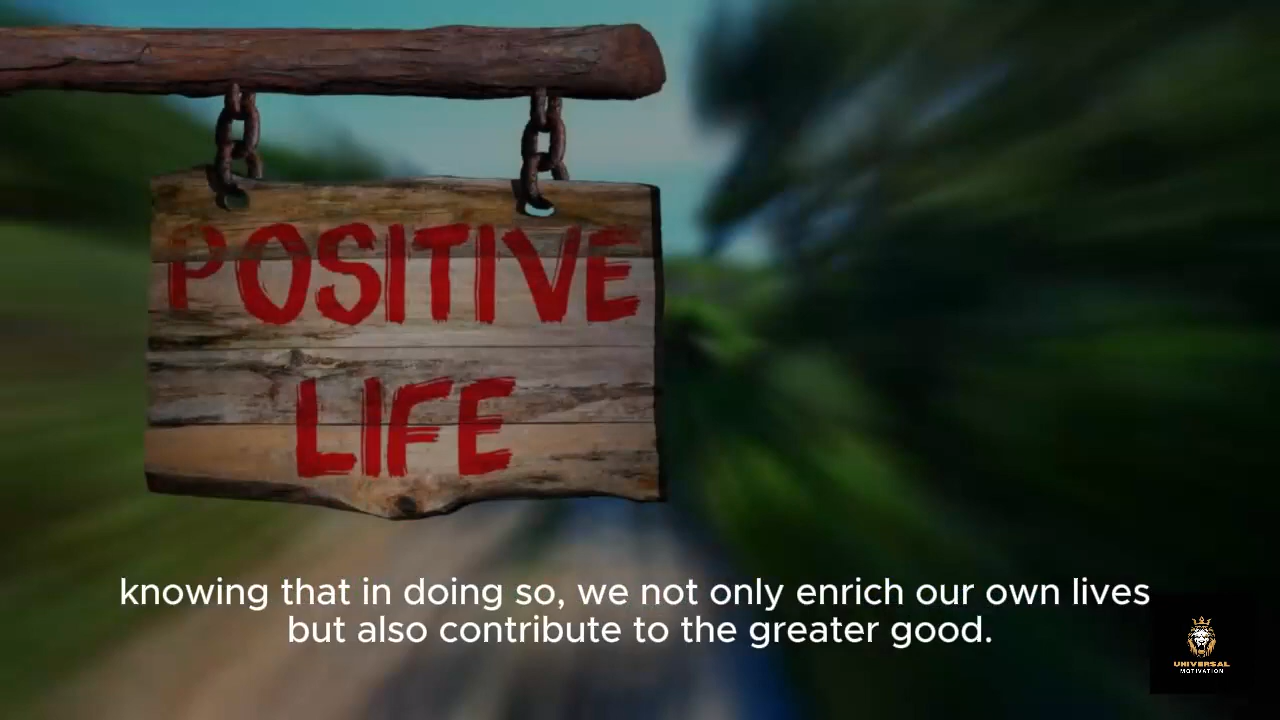 POSITIVE
LIFE
knowing that in doing so, we not only enrich our own lives
but also contribute to the greater good.
UNIVERSAL
MOTIVATION